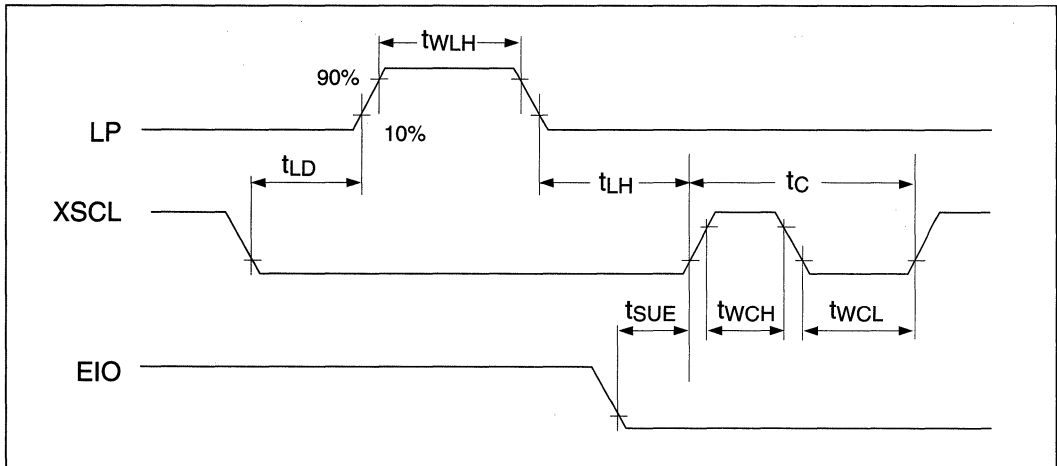 tWLH
90%
LP
10%
tLD
tLH
tC
XSCL
tSUE
tWCH
tWCL
EIO